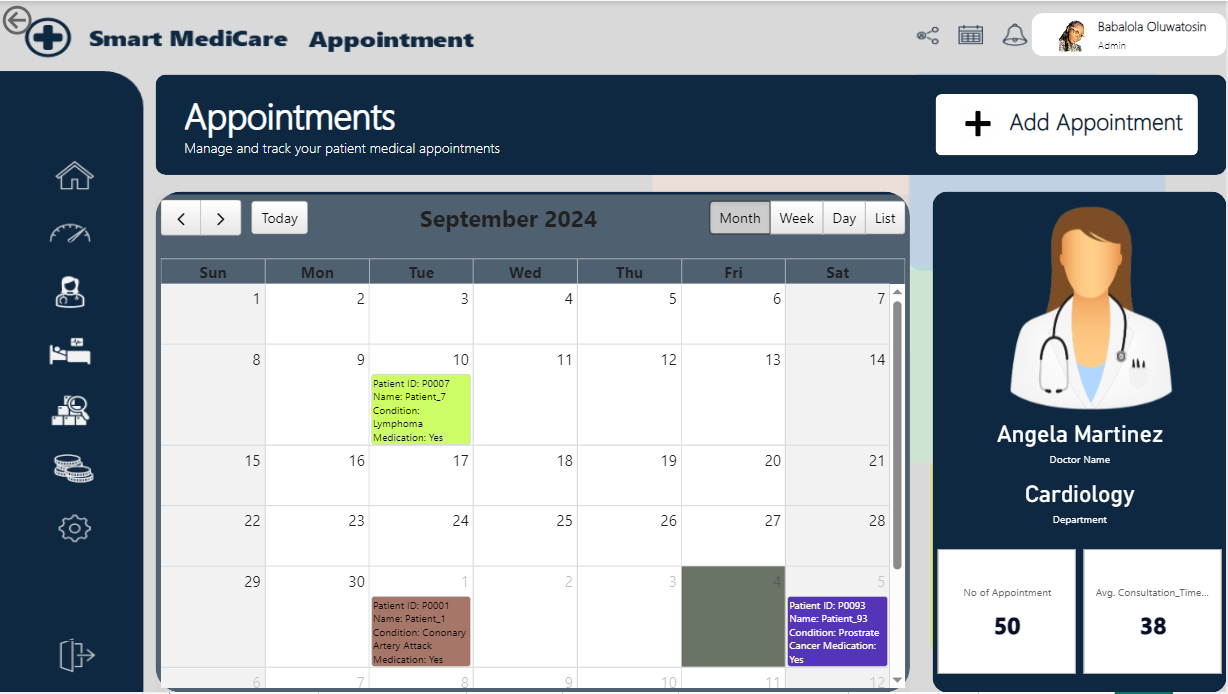 Smart MediCare Appointment
Babalola Oluwatosin
Admin
Appointments
Manage and track your patient medical appointments
Add Appointment
Today
September 2024
Month Week Day List
Sun Mon Tue Wed Thu Fri Sat
1 2 3 4 5 6 7
8 9 10 11 12 13 14
Patient ID: P0007
Name: Patient_7
Condition:
Lymphoma
Medication: Yes
15 16 17 18 19 20 21
22 23 24 25 26 27 28
29 30 1 2 3 4 5
Patient ID: P0001
Name: Patient_1
Condition: Cononary
Artery Attack
Medication: Yes
Patient ID: P0093
Name: Patient_93
Condition: Prostrate
Cancer Medication:
Yes
6 7 8 9 10 11 12
Angela Martinez
Doctor Name
Cardiology
Department
No of Appointment
50
Avg. Consultation_Time...
38